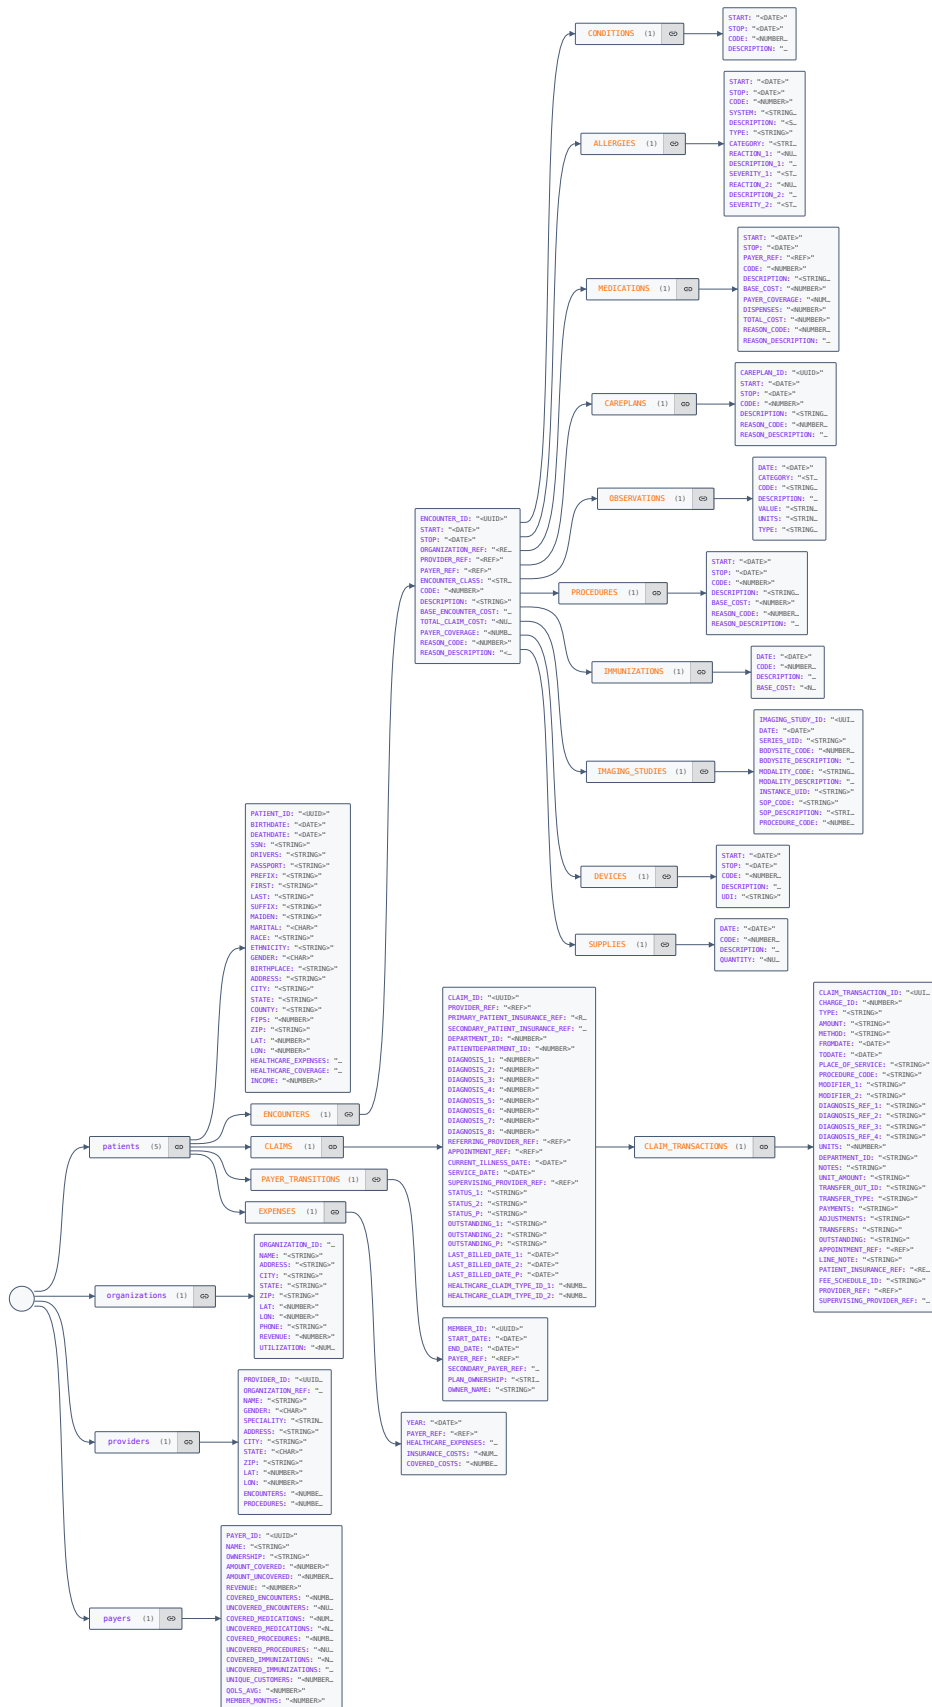 CONDITIONS (1)
START: "<DATE>"
STOP: "<DATE>"
CODE: "<NUMBER…
DESCRIPTION: "…
ALLERGIES (1)
START: "<DATE>"
STOP: "<DATE>"
CODE: "<NUMBER>"
SYSTEM: "<STRING…
DESCRIPTION: "<S…
TYPE: "<STRING>"
CATEGORY: "<STRI…
REACTION_1: "<NU…
DESCRIPTION_1: "…
SEVERITY_1: "<ST…
REACTION_2: "<NU…
DESCRIPTION_2: "…
SEVERITY_2: "<ST…
MEDICATIONS (1)
START: "<DATE>"
STOP: "<DATE>"
PAYER_REF: "<REF>"
CODE: "<NUMBER>"
DESCRIPTION: "<STRING…
BASE_COST: "<NUMBER>"
PAYER_COVERAGE: "<NUM…
DISPENSES: "<NUMBER>"
TOTAL_COST: "<NUMBER>"
REASON_CODE: "<NUMBER…
REASON_DESCRIPTION: "…
CAREPLANS (1)
CAREPLAN_ID: "<UUID>"
START: "<DATE>"
STOP: "<DATE>"
CODE: "<NUMBER>"
DESCRIPTION: "<STRING…
REASON_CODE: "<NUMBER…
REASON_DESCRIPTION: "…
OBSERVATIONS (1)
DATE: "<DATE>"
CATEGORY: "<ST…
CODE: "<STRING…
DESCRIPTION: "…
VALUE: "<STRIN…
UNITS: "<STRIN…
TYPE: "<STRING…
ENCOUNTER_ID: "<UUID>"
START: "<DATE>"
STOP: "<DATE>"
ORGANIZATION_REF: "<RE…
PROVIDER_REF: "<REF>"
PAYER_REF: "<REF>"
ENCOUNTER_CLASS: "<STR…
CODE: "<NUMBER>"
DESCRIPTION: "<STRING>"
BASE_ENCOUNTER_COST: "…
TOTAL_CLAIM_COST: "<NU…
PAYER_COVERAGE: "<NUMB…
REASON_CODE: "<NUMBER>"
REASON_DESCRIPTION: "<…
PROCEDURES (1)
START: "<DATE>"
STOP: "<DATE>"
CODE: "<NUMBER>"
DESCRIPTION: "<STRING…
BASE_COST: "<NUMBER>"
REASON_CODE: "<NUMBER…
REASON_DESCRIPTION: "…
IMMUNIZATIONS (1)
DATE: "<DATE>"
CODE: "<NUMBER…
DESCRIPTION: "…
BASE_COST: "<N…
IMAGING_STUDIES (1)
IMAGING_STUDY_ID: "<UUI…
DATE: "<DATE>"
SERIES_UID: "<STRING>"
BODYSITE_CODE: "<NUMBER…
BODYSITE_DESCRIPTION: "…
MODALITY_CODE: "<STRING…
MODALITY_DESCRIPTION: "…
INSTANCE_UID: "<STRING>"
SOP_CODE: "<STRING>"
SOP_DESCRIPTION: "<STRI…
PROCEDURE_CODE: "<NUMBE…
DEVICES (1)
START: "<DATE>"
STOP: "<DATE>"
CODE: "<NUMBER…
DESCRIPTION: "…
UDI: "<STRING>"
SUPPLIES (1)
DATE: "<DATE>"
CODE: "<NUMBER…
DESCRIPTION: "…
QUANTITY: "<NU…
PATIENT_ID: "<UUID>"
BIRTHDATE: "<DATE>"
DEATHDATE: "<DATE>"
SSN: "<STRING>"
DRIVERS: "<STRING>"
PASSPORT: "<STRING>"
PREFIX: "<STRING>"
FIRST: "<STRING>"
LAST: "<STRING>"
SUFFIX: "<STRING>"
MAIDEN: "<STRING>"
MARITAL: "<CHAR>"
RACE: "<STRING>"
ETHNICITY: "<STRING>"
GENDER: "<CHAR>"
BIRTHPLACE: "<STRING>"
ADDRESS: "<STRING>"
CITY: "<STRING>"
STATE: "<STRING>"
COUNTY: "<STRING>"
FIPS: "<NUMBER>"
ZIP: "<STRING>"
LAT: "<NUMBER>"
LON: "<NUMBER>"
HEALTHCARE_EXPENSES: "…
HEALTHCARE_COVERAGE: "…
INCOME: "<NUMBER>"
patients (5)
ENCOUNTERS (1)
CLAIMS (1)
PAYER_TRANSITIONS (1)
EXPENSES (1)
CLAIM_ID: "<UUID>"
PROVIDER_REF: "<REF>"
PRIMARY_PATIENT_INSURANCE_REF: "<R…
SECONDARY_PATIENT_INSURANCE_REF: "…
DEPARTMENT_ID: "<NUMBER>"
PATIENTDEPARTMENT_ID: "<NUMBER>"
DIAGNOSIS_1: "<NUMBER>"
DIAGNOSIS_2: "<NUMBER>"
DIAGNOSIS_3: "<NUMBER>"
DIAGNOSIS_4: "<NUMBER>"
DIAGNOSIS_5: "<NUMBER>"
DIAGNOSIS_6: "<NUMBER>"
DIAGNOSIS_7: "<NUMBER>"
DIAGNOSIS_8: "<NUMBER>"
REFERRING_PROVIDER_REF: "<REF>"
APPOINTMENT_REF: "<REF>"
CURRENT_ILLNESS_DATE: "<DATE>"
SERVICE_DATE: "<DATE>"
SUPERVISING_PROVIDER_REF: "<REF>"
STATUS_1: "<STRING>"
STATUS_2: "<STRING>"
STATUS_P: "<STRING>"
OUTSTANDING_1: "<STRING>"
OUTSTANDING_2: "<STRING>"
OUTSTANDING_P: "<STRING>"
LAST_BILLED_DATE_1: "<DATE>"
LAST_BILLED_DATE_2: "<DATE>"
LAST_BILLED_DATE_P: "<DATE>"
HEALTHCARE_CLAIM_TYPE_ID_1: "<NUMB…
HEALTHCARE_CLAIM_TYPE_ID_2: "<NUMB…
CLAIM_TRANSACTIONS (1)
CLAIM_TRANSACTION_ID: "<UUI…
CHARGE_ID: "<NUMBER>"
TYPE: "<STRING>"
AMOUNT: "<STRING>"
METHOD: "<STRING>"
FROMDATE: "<DATE>"
TODATE: "<DATE>"
PLACE_OF_SERVICE: "<STRING>"
PROCEDURE_CODE: "<STRING>"
MODIFIER_1: "<STRING>"
MODIFIER_2: "<STRING>"
DIAGNOSIS_REF_1: "<STRING>"
DIAGNOSIS_REF_2: "<STRING>"
DIAGNOSIS_REF_3: "<STRING>"
DIAGNOSIS_REF_4: "<STRING>"
UNITS: "<NUMBER>"
DEPARTMENT_ID: "<STRING>"
NOTES: "<STRING>"
UNIT_AMOUNT: "<STRING>"
TRANSFER_OUT_ID: "<STRING>"
TRANSFER_TYPE: "<STRING>"
PAYMENTS: "<STRING>"
ADJUSTMENTS: "<STRING>"
TRANSFERS: "<STRING>"
OUTSTANDING: "<STRING>"
APPOINTMENT_REF: "<REF>"
LINE_NOTE: "<STRING>"
PATIENT_INSURANCE_REF: "<RE…
FEE_SCHEDULE_ID: "<STRING>"
PROVIDER_REF: "<REF>"
SUPERVISING_PROVIDER_REF: "…
organizations (1)
ORGANIZATION_ID: "…
NAME: "<STRING>"
ADDRESS: "<STRING>"
CITY: "<STRING>"
STATE: "<STRING>"
ZIP: "<STRING>"
LAT: "<NUMBER>"
LON: "<NUMBER>"
PHONE: "<STRING>"
REVENUE: "<NUMBER>"
UTILIZATION: "<NUM…
MEMBER_ID: "<UUID>"
START_DATE: "<DATE>"
END_DATE: "<DATE>"
PAYER_REF: "<REF>"
SECONDARY_PAYER_REF: "…
PLAN_OWNERSHIP: "<STRI…
OWNER_NAME: "<STRING>"
providers (1)
PROVIDER_ID: "<UUID…
ORGANIZATION_REF: "…
NAME: "<STRING>"
GENDER: "<CHAR>"
SPECIALITY: "<STRIN…
ADDRESS: "<STRING>"
CITY: "<STRING>"
STATE: "<CHAR>"
ZIP: "<STRING>"
LAT: "<NUMBER>"
LON: "<NUMBER>"
ENCOUNTERS: "<NUMBE…
PROCEDURES: "<NUMBE…
YEAR: "<DATE>"
PAYER_REF: "<REF>"
HEALTHCARE_EXPENSES: "…
INSURANCE_COSTS: "<NUM…
COVERED_COSTS: "<NUMBE…
payers (1)
PAYER_ID: "<UUID>"
NAME: "<STRING>"
OWNERSHIP: "<STRING>"
AMOUNT_COVERED: "<NUMBER>"
AMOUNT_UNCOVERED: "<NUMBER…
REVENUE: "<NUMBER>"
COVERED_ENCOUNTERS: "<NUMB…
UNCOVERED_ENCOUNTERS: "<NU…
COVERED_MEDICATIONS: "<NUM…
UNCOVERED_MEDICATIONS: "<N…
COVERED_PROCEDURES: "<NUMB…
UNCOVERED_PROCEDURES: "<NU…
COVERED_IMMUNIZATIONS: "<N…
UNCOVERED_IMMUNIZATIONS: "…
UNIQUE_CUSTOMERS: "<NUMBER…
QOLS_AVG: "<NUMBER>"
MEMBER_MONTHS: "<NUMBER>"